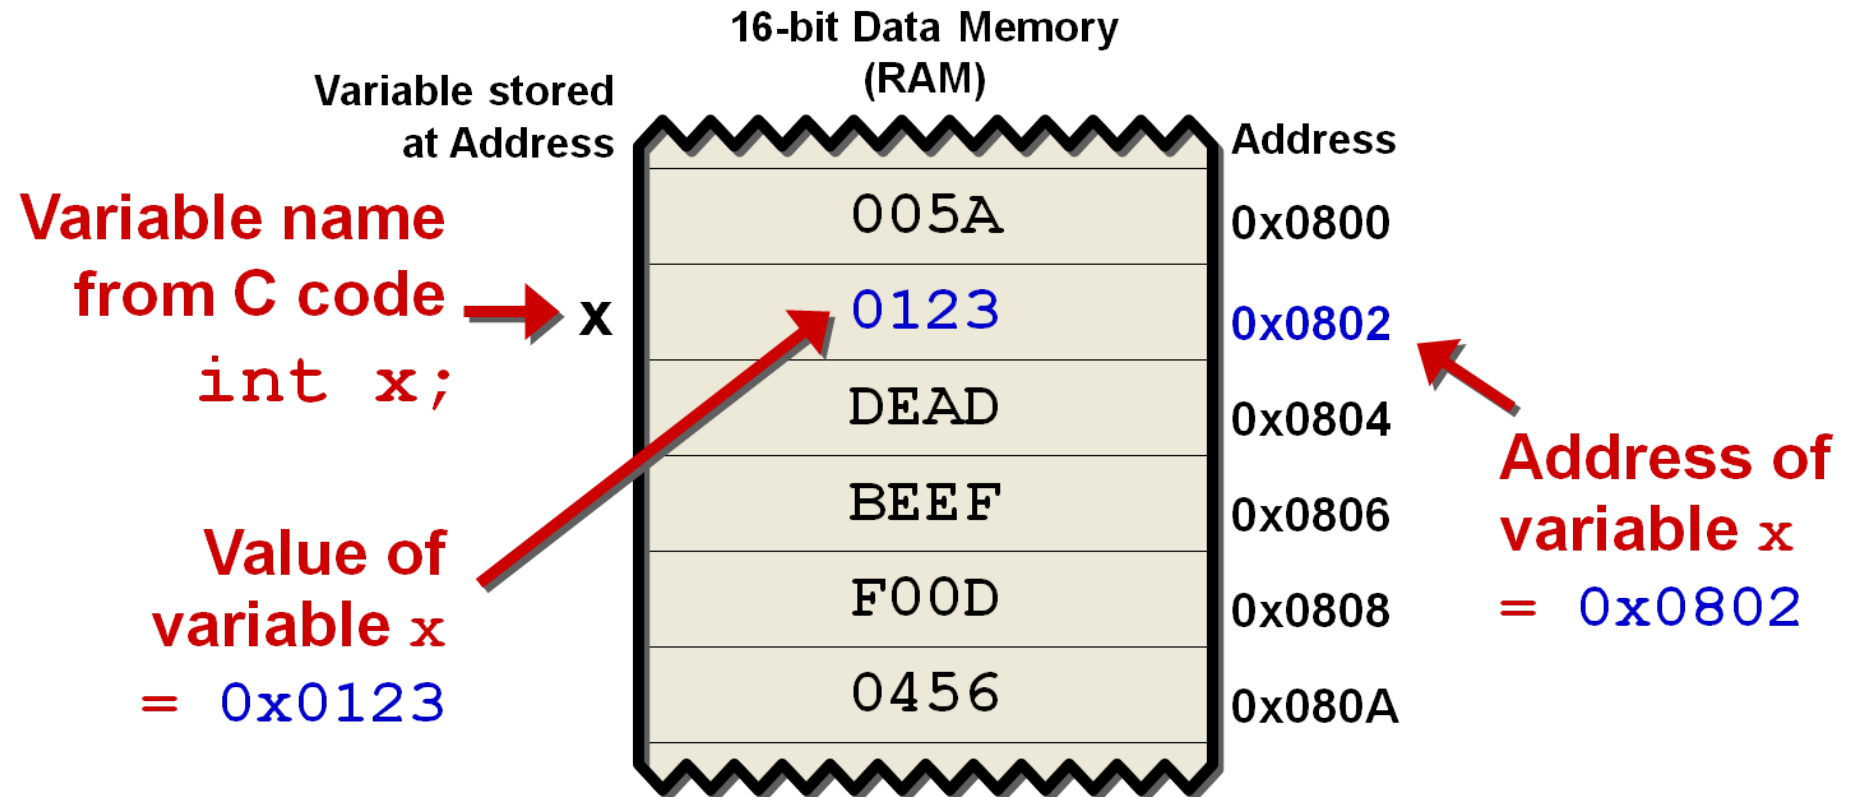 16-bit Data Memory
(RAM)
Variable stored
at Address
Address
Variable name
from C code
int x;
x
005A
0x0800
0123
0x0802
DEAD
0x0804
BEEF
0x0806
F00D
0x0808
0456
0x080A
Value of
variable x
= 0x0123
Address of
variable x
= 0x0802